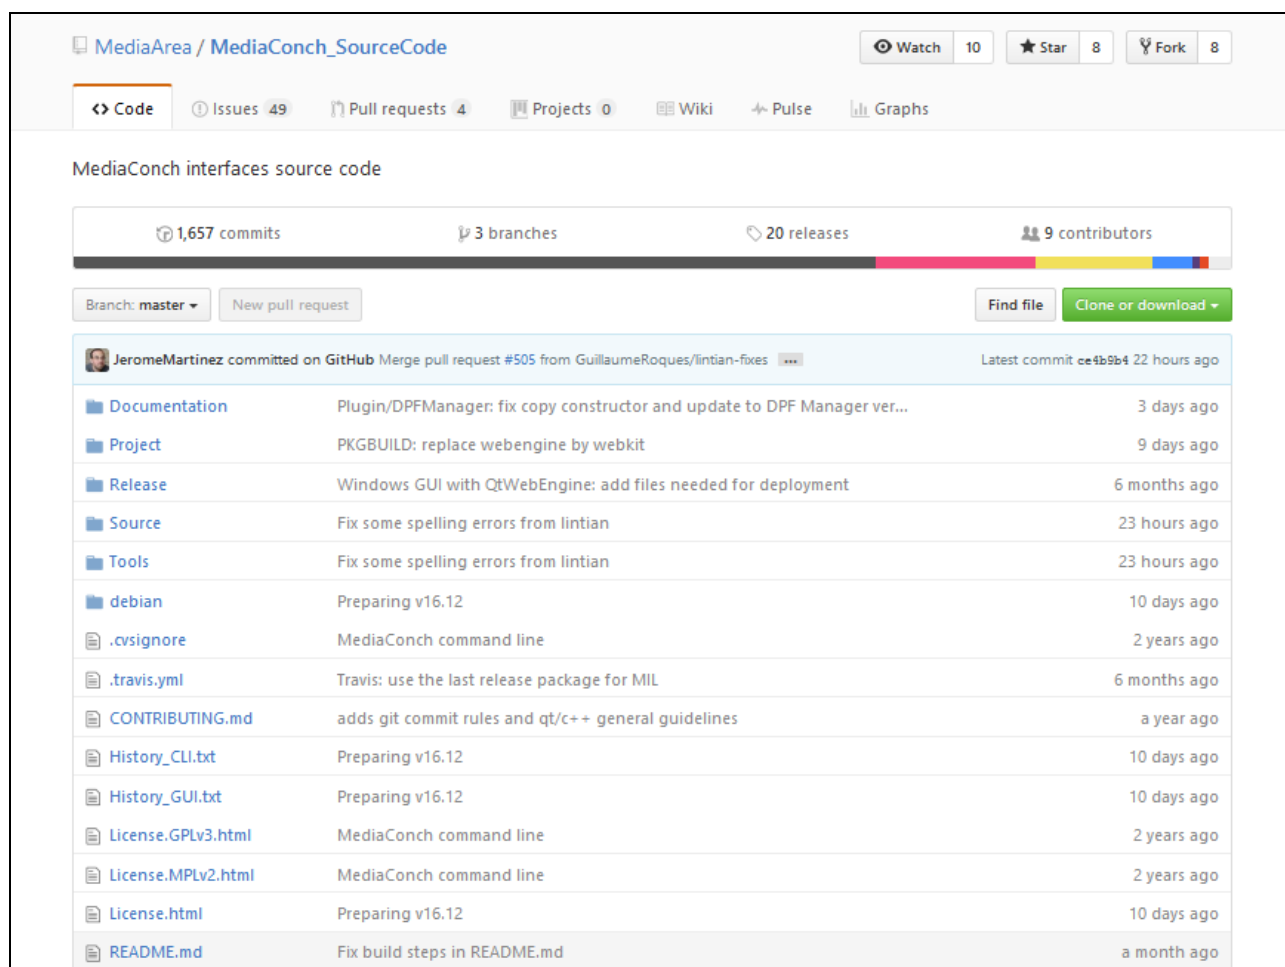 MediaArea / MediaConch_SourceCode Watch 10 Star 8 Fork 8
Code Issues 49 Pull requests 4 Projects 0 Wiki Pulse Graphs
MediaConch interfaces source code
1,657 commits 3 branches 20 releases 9 contributors
Branch: master New pull request Find file Clone or download
JeromeMartinez committed on GitHub Merge pull request #505 from GuillaumeRoques/lintian-fixes ... Latest commit ce4b9b4 22 hours ago
Documentation Plugin/DPFManager: fix copy constructor and update to DPF Manager ver... 3 days ago
Project PKGBUILD: replace webengine by webkit 9 days ago
Release Windows GUI with QtWebEngine: add files needed for deployment 6 months ago
Source Fix some spelling errors from lintian 23 hours ago
Tools Fix some spelling errors from lintian 23 hours ago
debian Preparing v16.12 10 days ago
.cvsignore MediaConch command line 2 years ago
.travis.yml Travis: use the last release package for MIL 6 months ago
CONTRIBUTING.md adds git commit rules and qt/c++ general guidelines a year ago
History_CLI.txt Preparing v16.12 10 days ago
History_GUI.txt Preparing v16.12 10 days ago
License.GPLv3.html MediaConch command line 2 years ago
License.MPLv2.html MediaConch command line 2 years ago
License.html Preparing v16.12 10 days ago
README.md Fix build steps in README.md a month ago